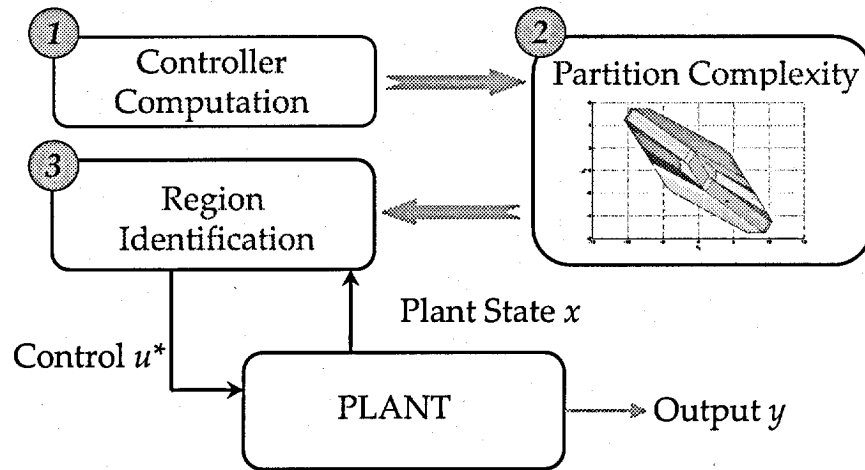 1
Controller
Computation
2
Partition Complexity
3
Region
Identification
Plant State x
Control u*
PLANT
Output y